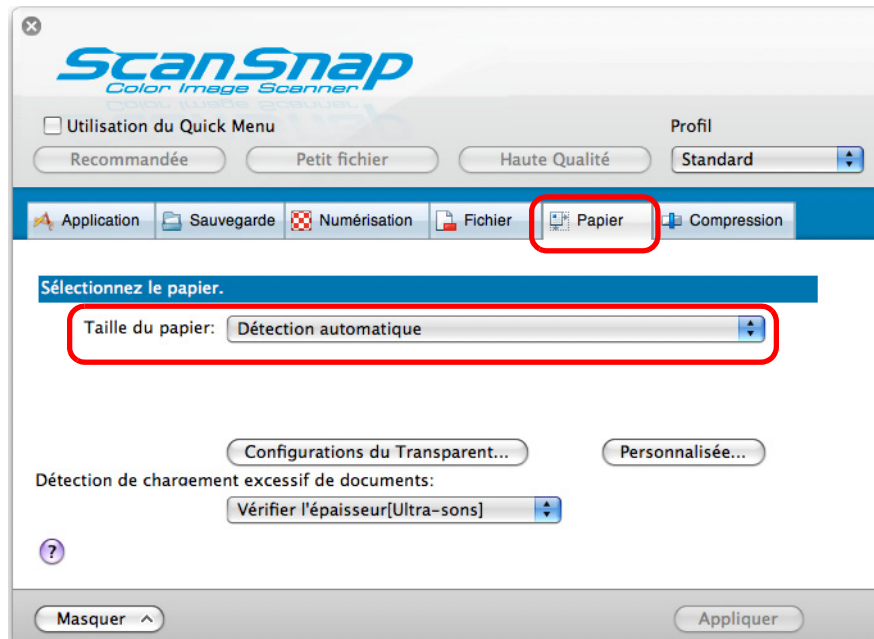 ScanSnap
Color Image Scanner
Utilisation du Quick Menu
Profil
Recommandée Petit fichier Haute Qualité Standard
Application Sauvegarde Numérisation Fichier Papier Compression
Sélectionnez le papier.
Taille du papier: Détection automatique
Configurations du Transparent... Personnalisée...
Détection de chargement excessif de documents:
Vérifier l'épaisseur[Ultra-sons]
?
Masquer Appliquer